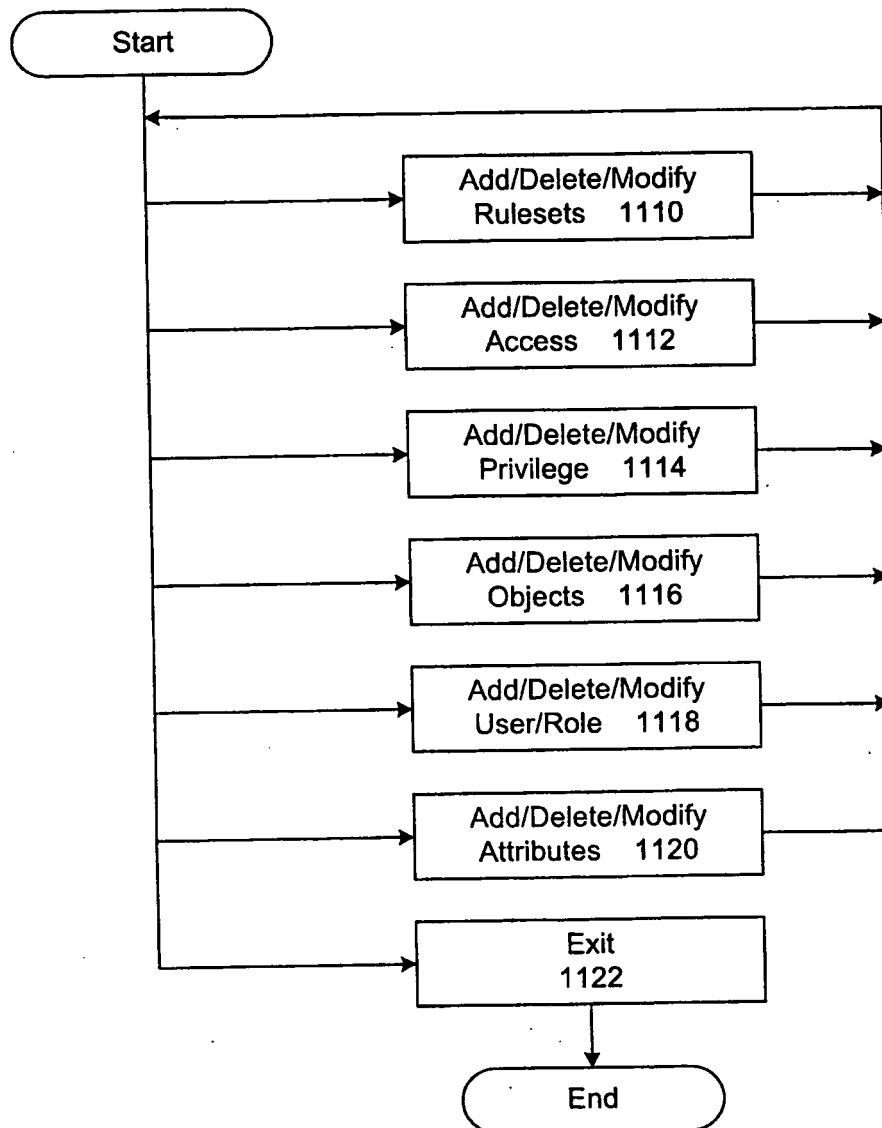 Start
Add/Delete/Modify
Rulesets 1110
Add/Delete/Modify
Access 1112
Add/Delete/Modify
Privilege 1114
Add/Delete/Modify
Objects 1116
Add/Delete/Modify
User/Role 1118
Add/Delete/Modify
Attributes 1120
Exit
1122
End